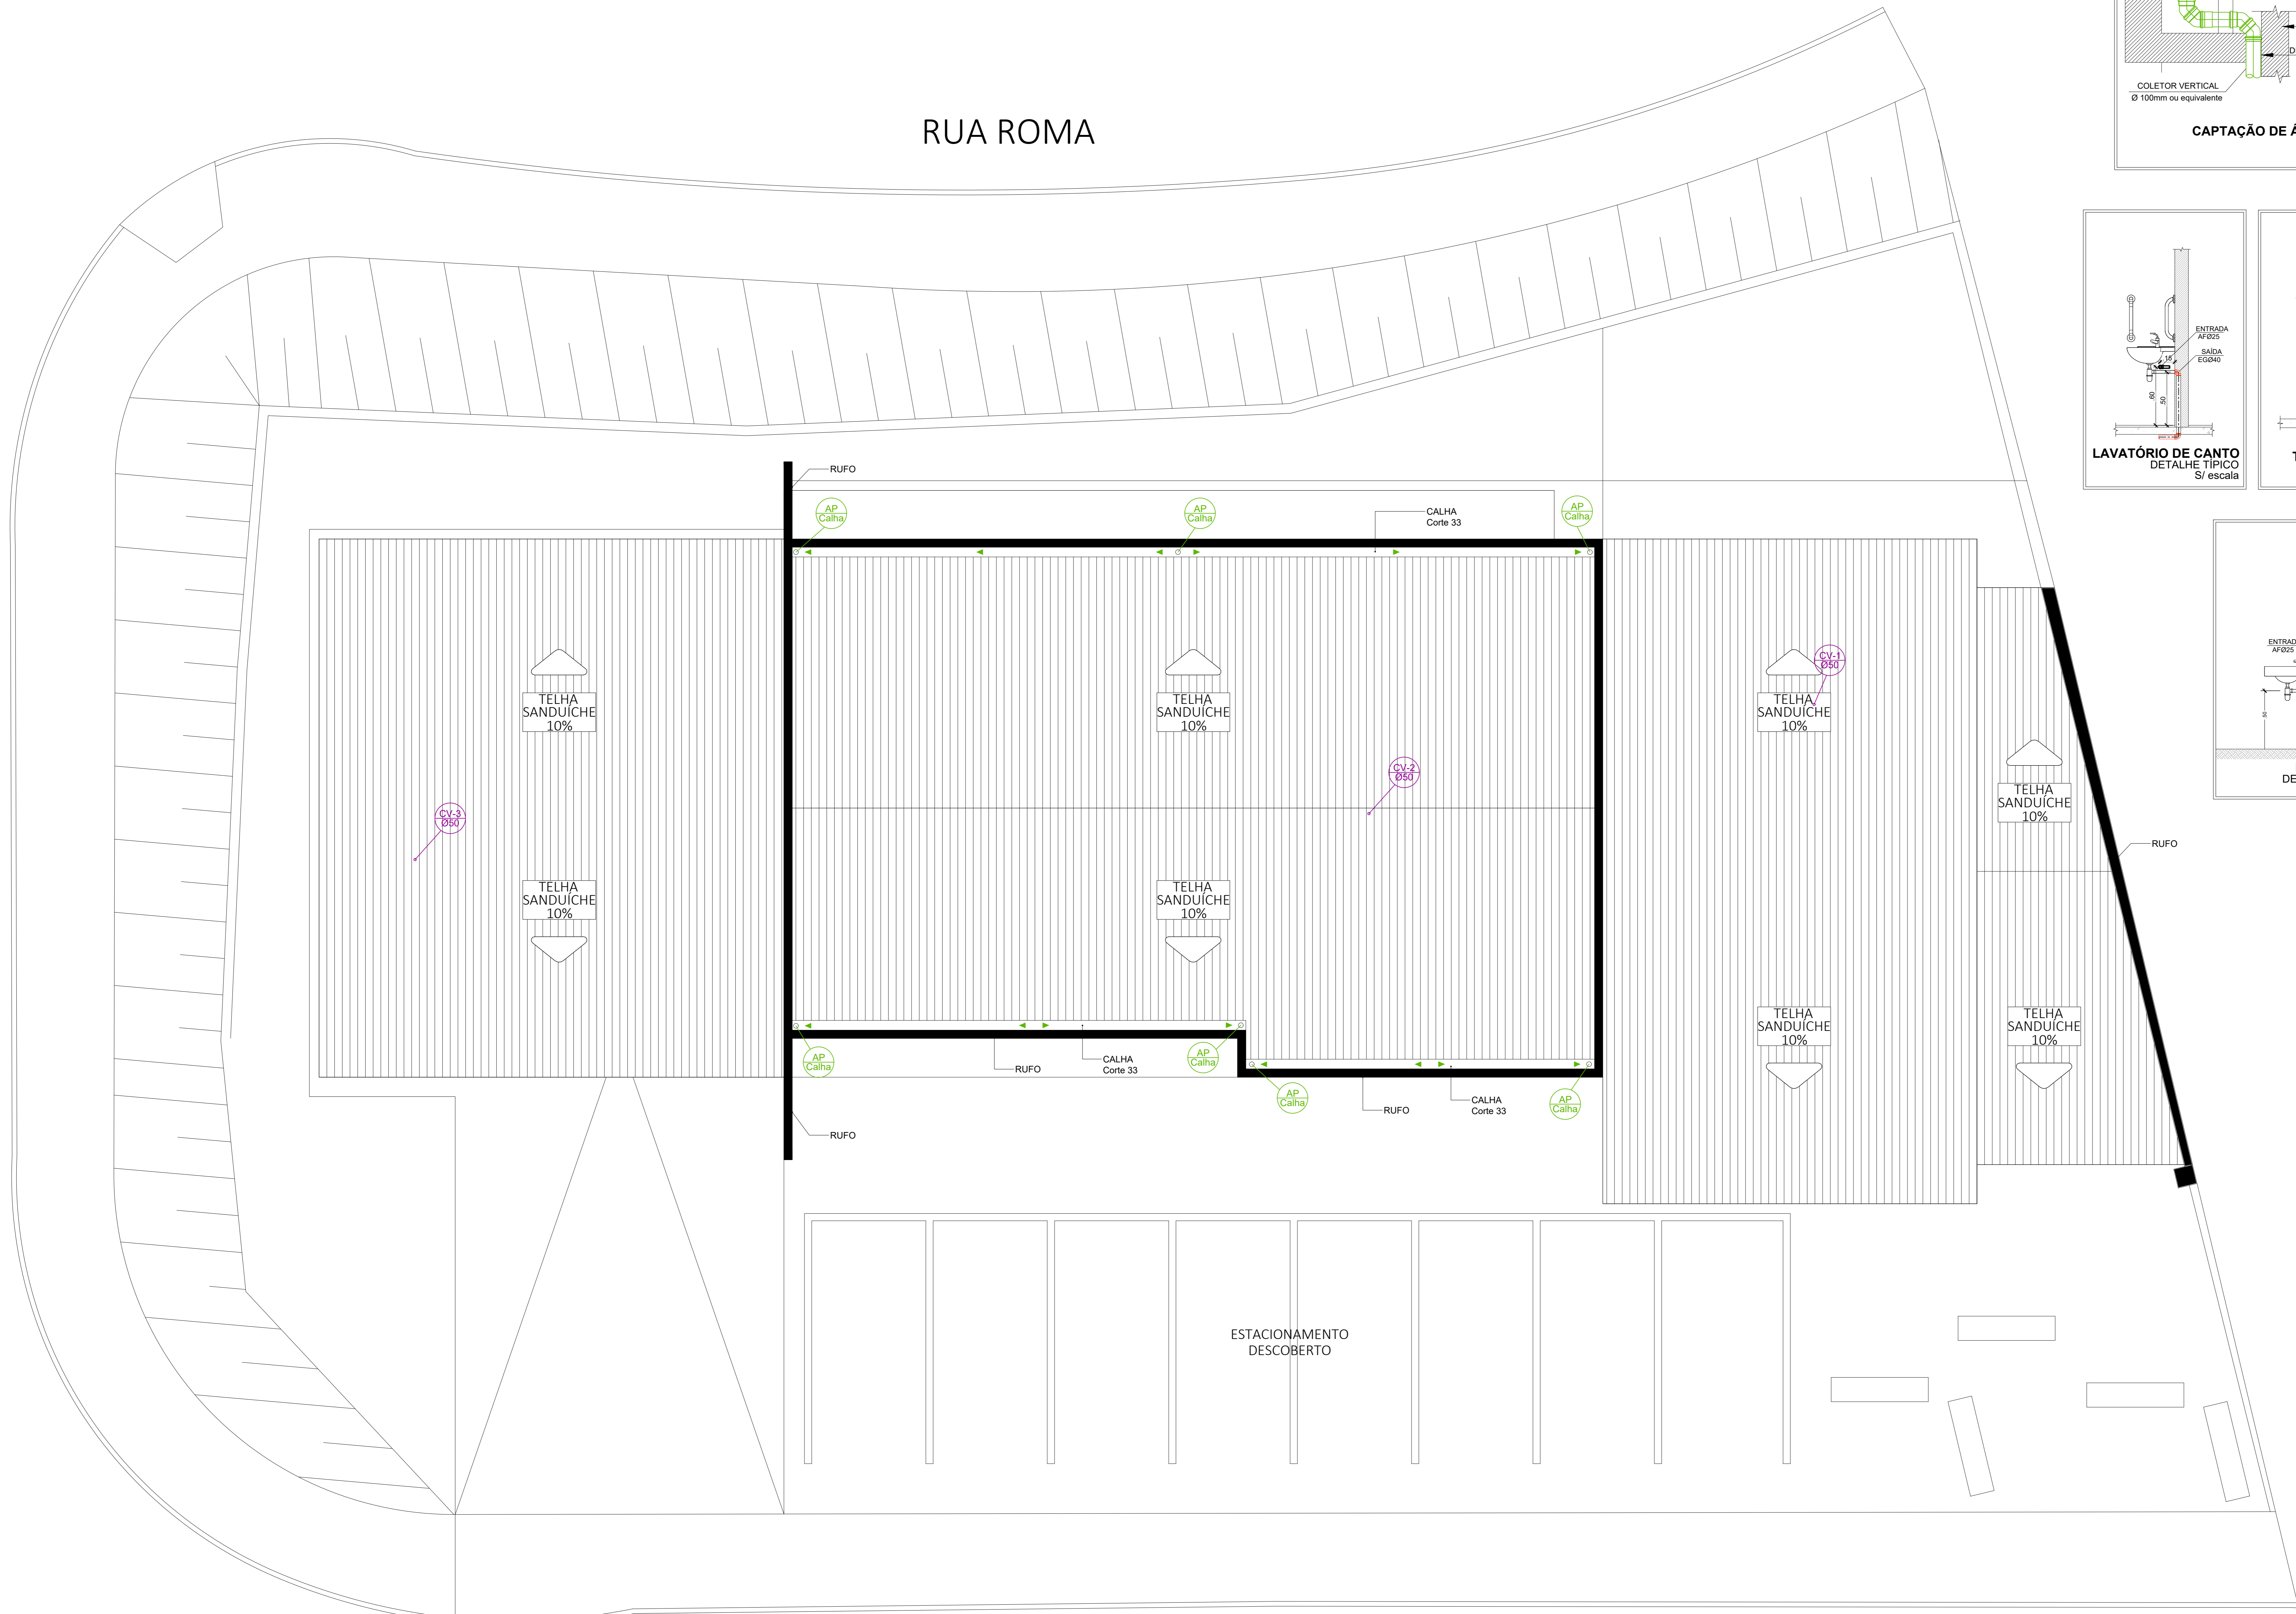 COLETOR VERTICAL
Ø 100mm ou equivalente
CAPTAÇÃO DE
RUA ROMA
ENTRADA
AFØ25
SAÍDA
EGØ40
15
60
50
LAVATÓRIO DE CANTO
DETALHE TÍPICO
S/ escala
RUFO
AP
Calha
AP
Calha
CALHA
Corte 33
AP
Calha
AFØ25
50
CV-1
Ø50
TELHA
SANDUÍCHE
10%
TELHA
SANDUÍCHE
10%
TELHA
SANDUÍCHE
10%
CV-2
Ø50
CV-3
Ø50
TELHA
SANDUÍCHE
10%
RUFO
TELHA
SANDUÍCHE
10%
TELHA
SANDUÍCHE
10%
TELHA
SANDUÍCHE
10%
TELHA
SANDUÍCHE
10%
AP
Calha
RUFO
CALHA
Corte 33
AP
Calha
AP
Calha
RUFO
CALHA
Corte 33
AP
Calha
RUFO
ESTACIONAMENTO
DESCOBERTO